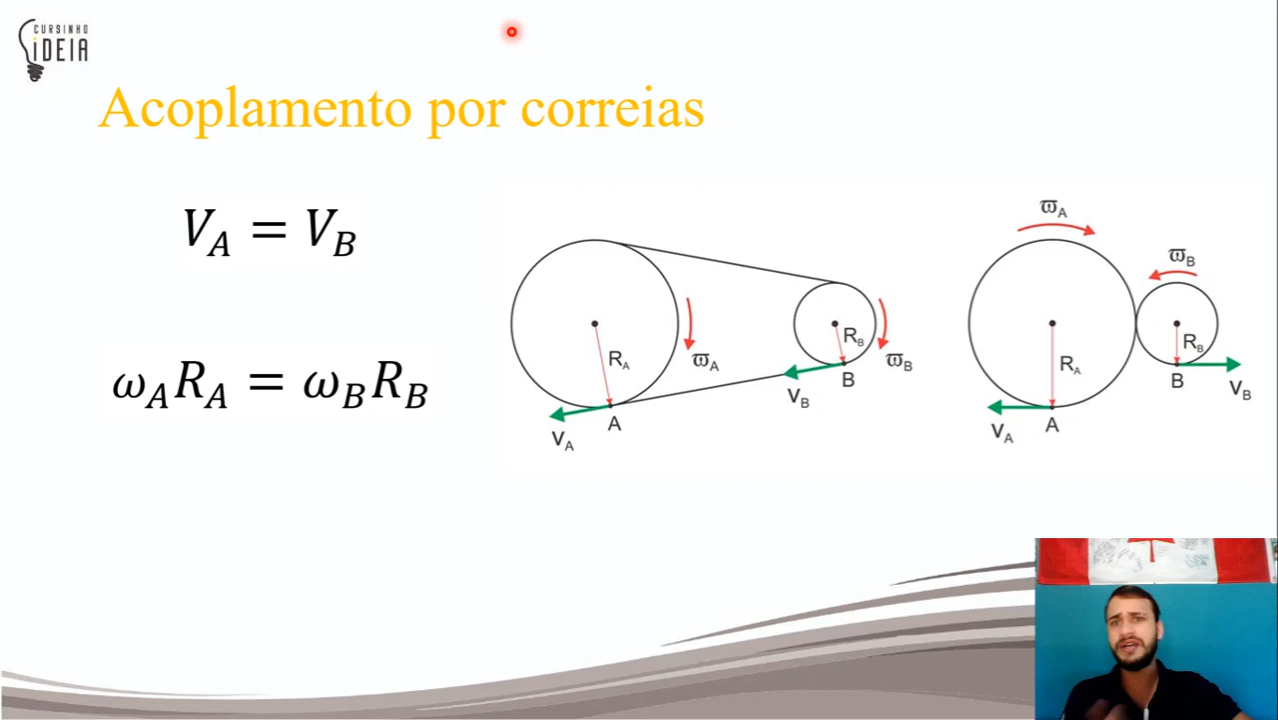 CURSINHO
iDEIA
Acoplamento por correias
V_A = V_B
ω_A R_A = ω_B R_B
R_A
ϖ_A
V_A
A
R_B
ϖ_B
V_B
B
ϖ_A
ϖ_B
R_A
R_B
V_A
A
B
V_B